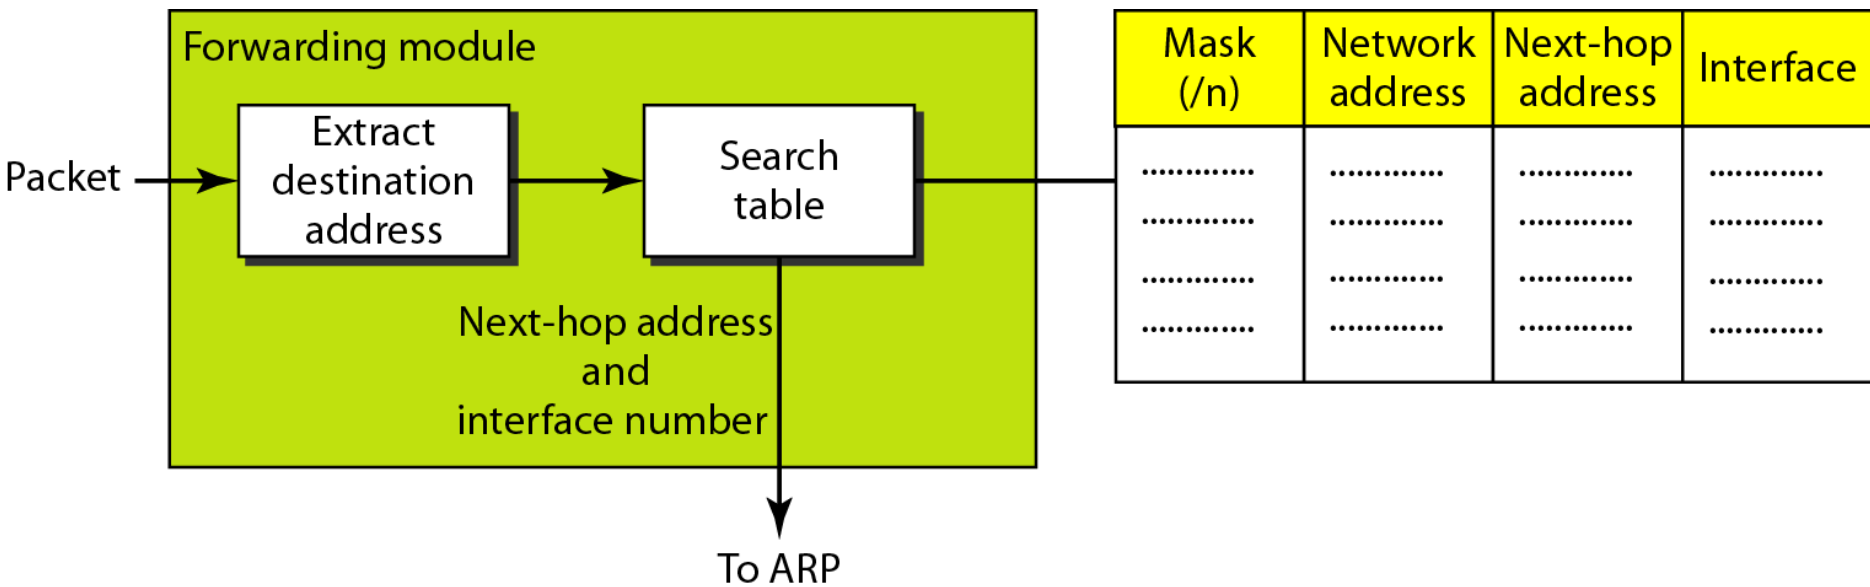 Forwarding module
Packet
Extract
destination
address
Search
table
Next-hop address
and
interface number
To ARP
Mask
(/n)
Network
address
Next-hop
address
Interface